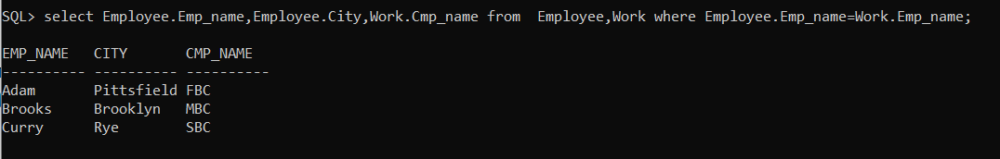 SQL> select Employee.Emp_name,Employee.City,Work.Cmp_name from  Employee,Work where Employee.Emp_name=Work.Emp_name;
EMP_NAME   CITY       CMP_NAME
---------- ---------- ----------
Adam       Pittsfield FBC
Brooks     Brooklyn   MBC
Curry      Rye        SBC